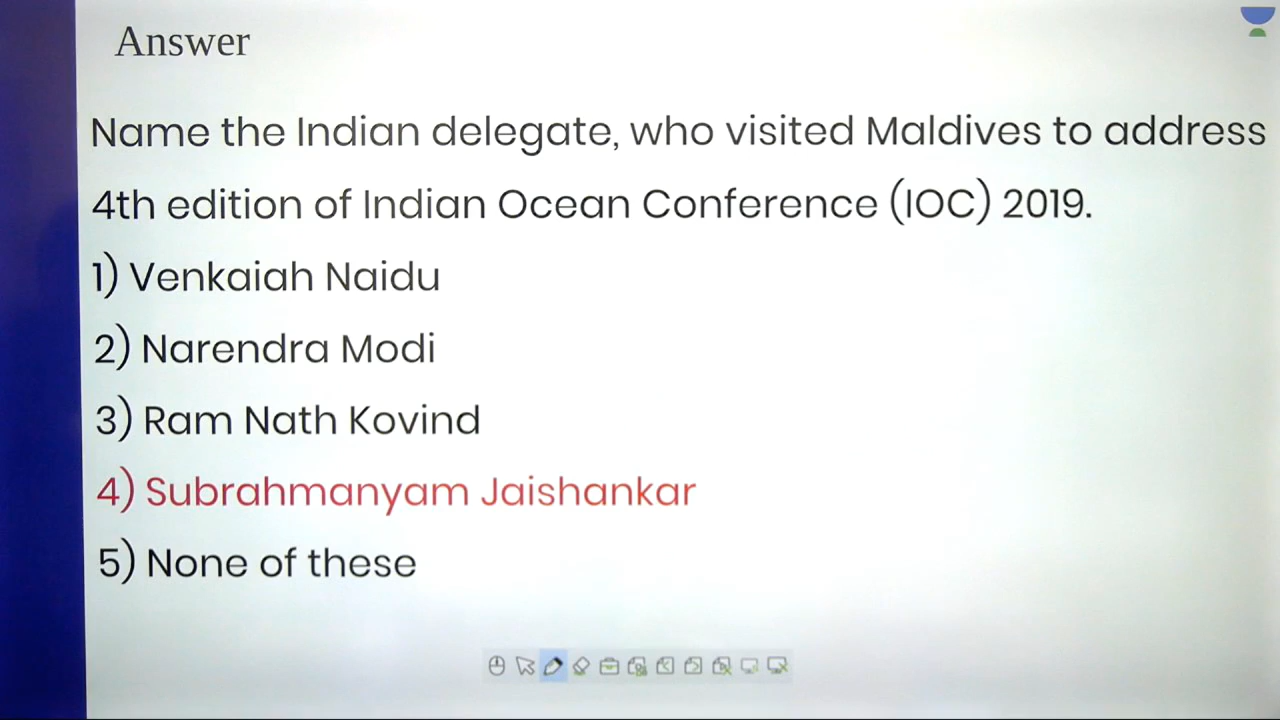 Answer
Name the Indian delegate, who visited Maldives to address
4th edition of Indian Ocean Conference (IOC) 2019.
1) Venkaiah Naidu
2) Narendra Modi
3) Ram Nath Kovind
4) Subrahmanyam Jaishankar
5) None of these